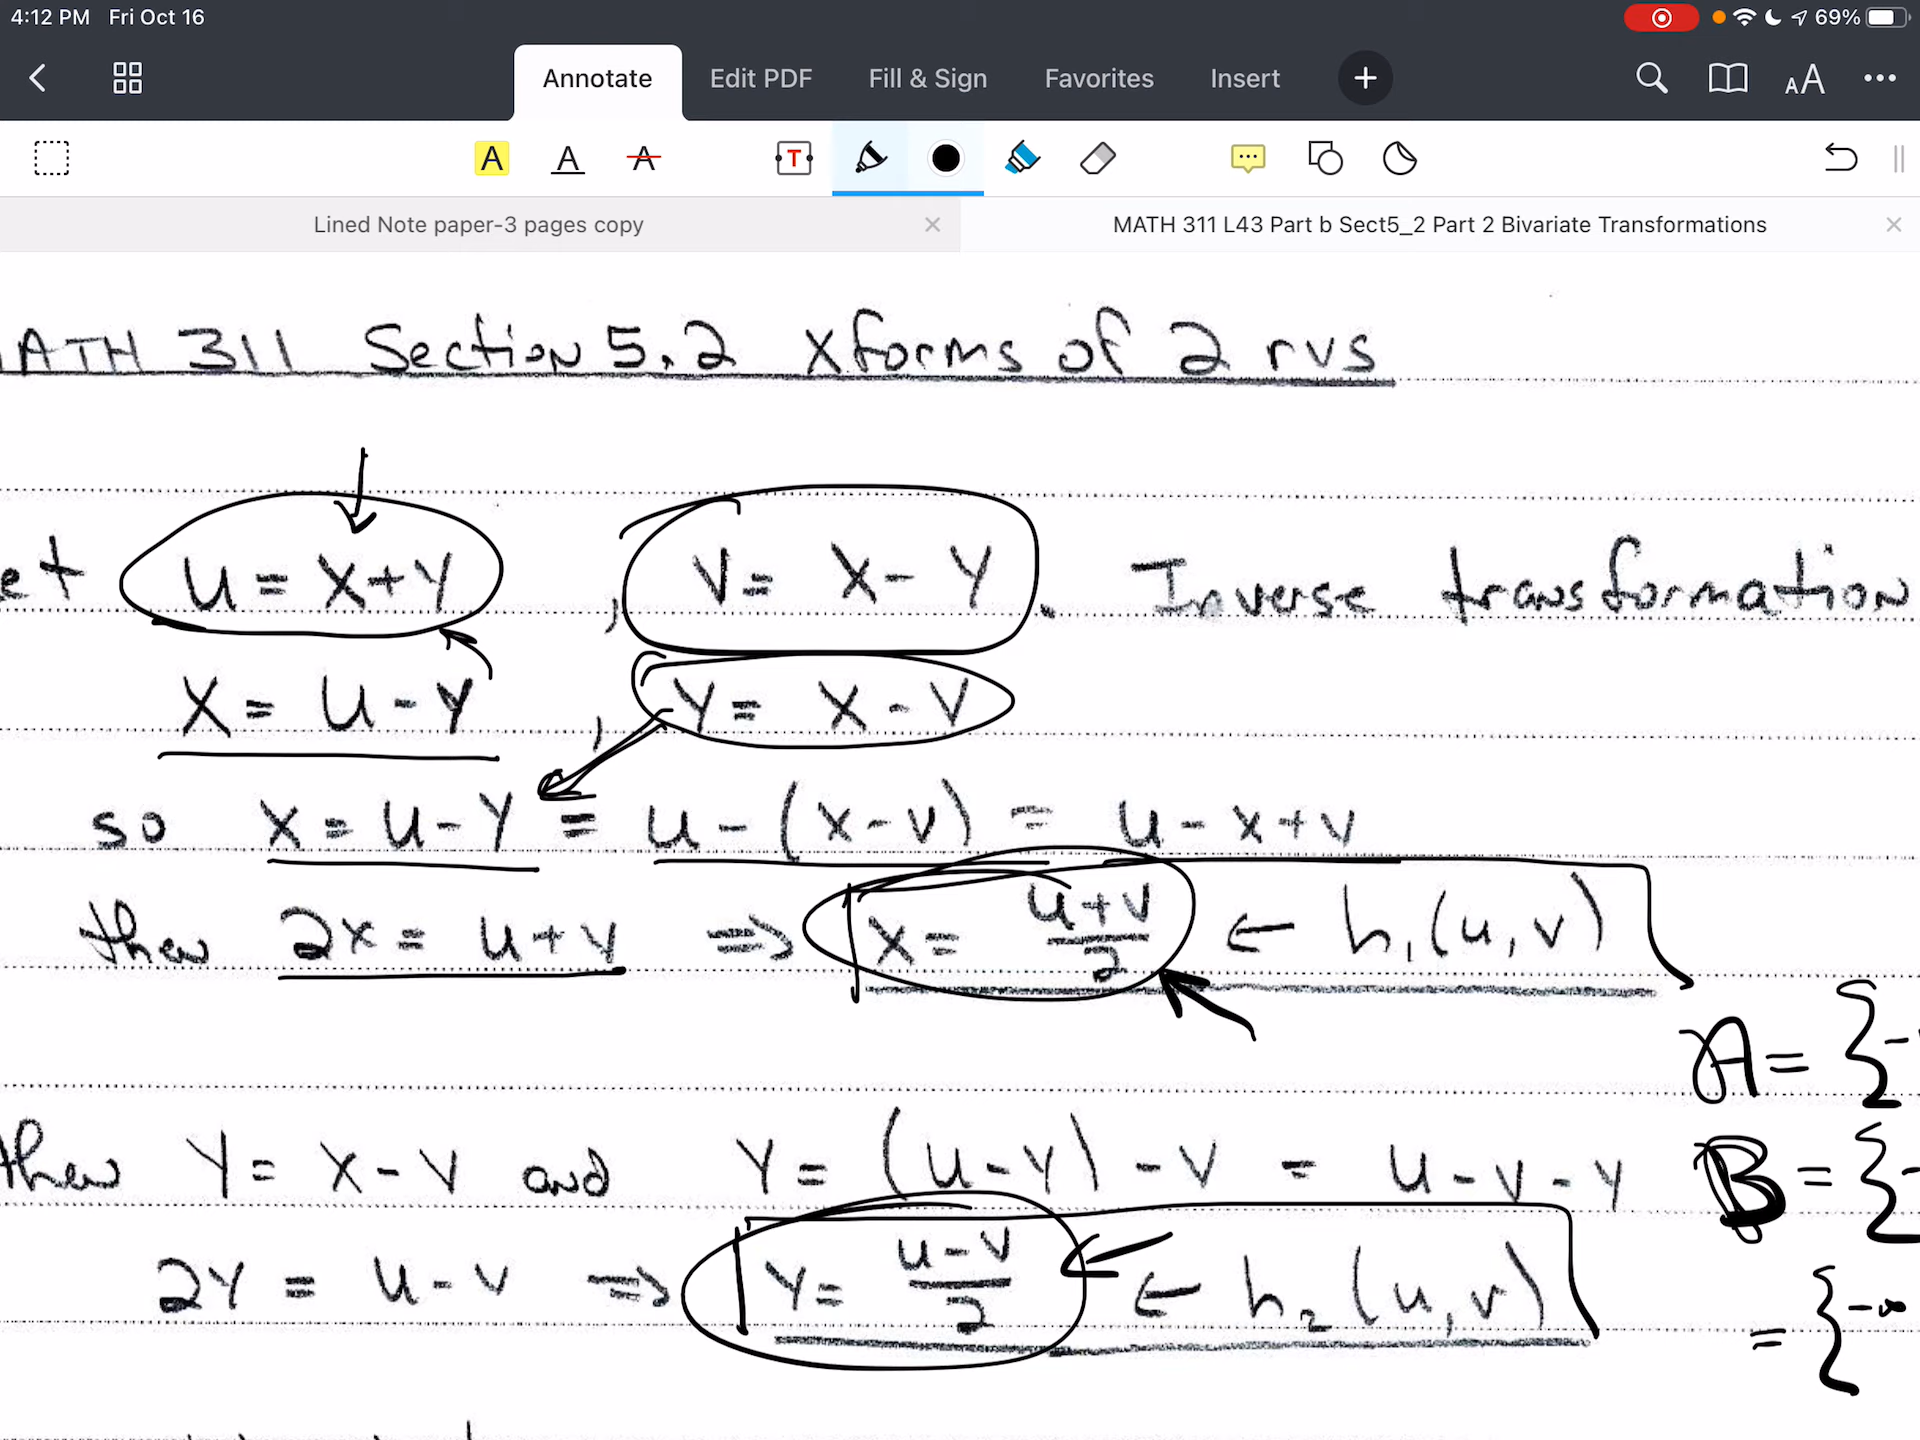 4:12 PM Fri Oct 16
69%
Annotate Edit PDF Fill & Sign Favorites Insert
AA
A A A T
Lined Note paper-3 pages copy
MATH 311 L43 Part b Sect5_2 Part 2 Bivariate Transformations
ATH 311 Section 5.2 Xforms of 2 rvs
et U = X+Y , V = X - Y . Inverse transformation
X = U - Y , Y = X - V
so X = U - Y = U - (X - V) = U - X + V
then 2X = U + V ⇒ X = (U+V)/2 ← h₁(u,v)
A = {-
then Y = X - V and Y = (U - Y) - V = U - V - Y
B = {-
2Y = U - V ⇒ Y = (U-V)/2 ← h₂(u,v)
= {-∞